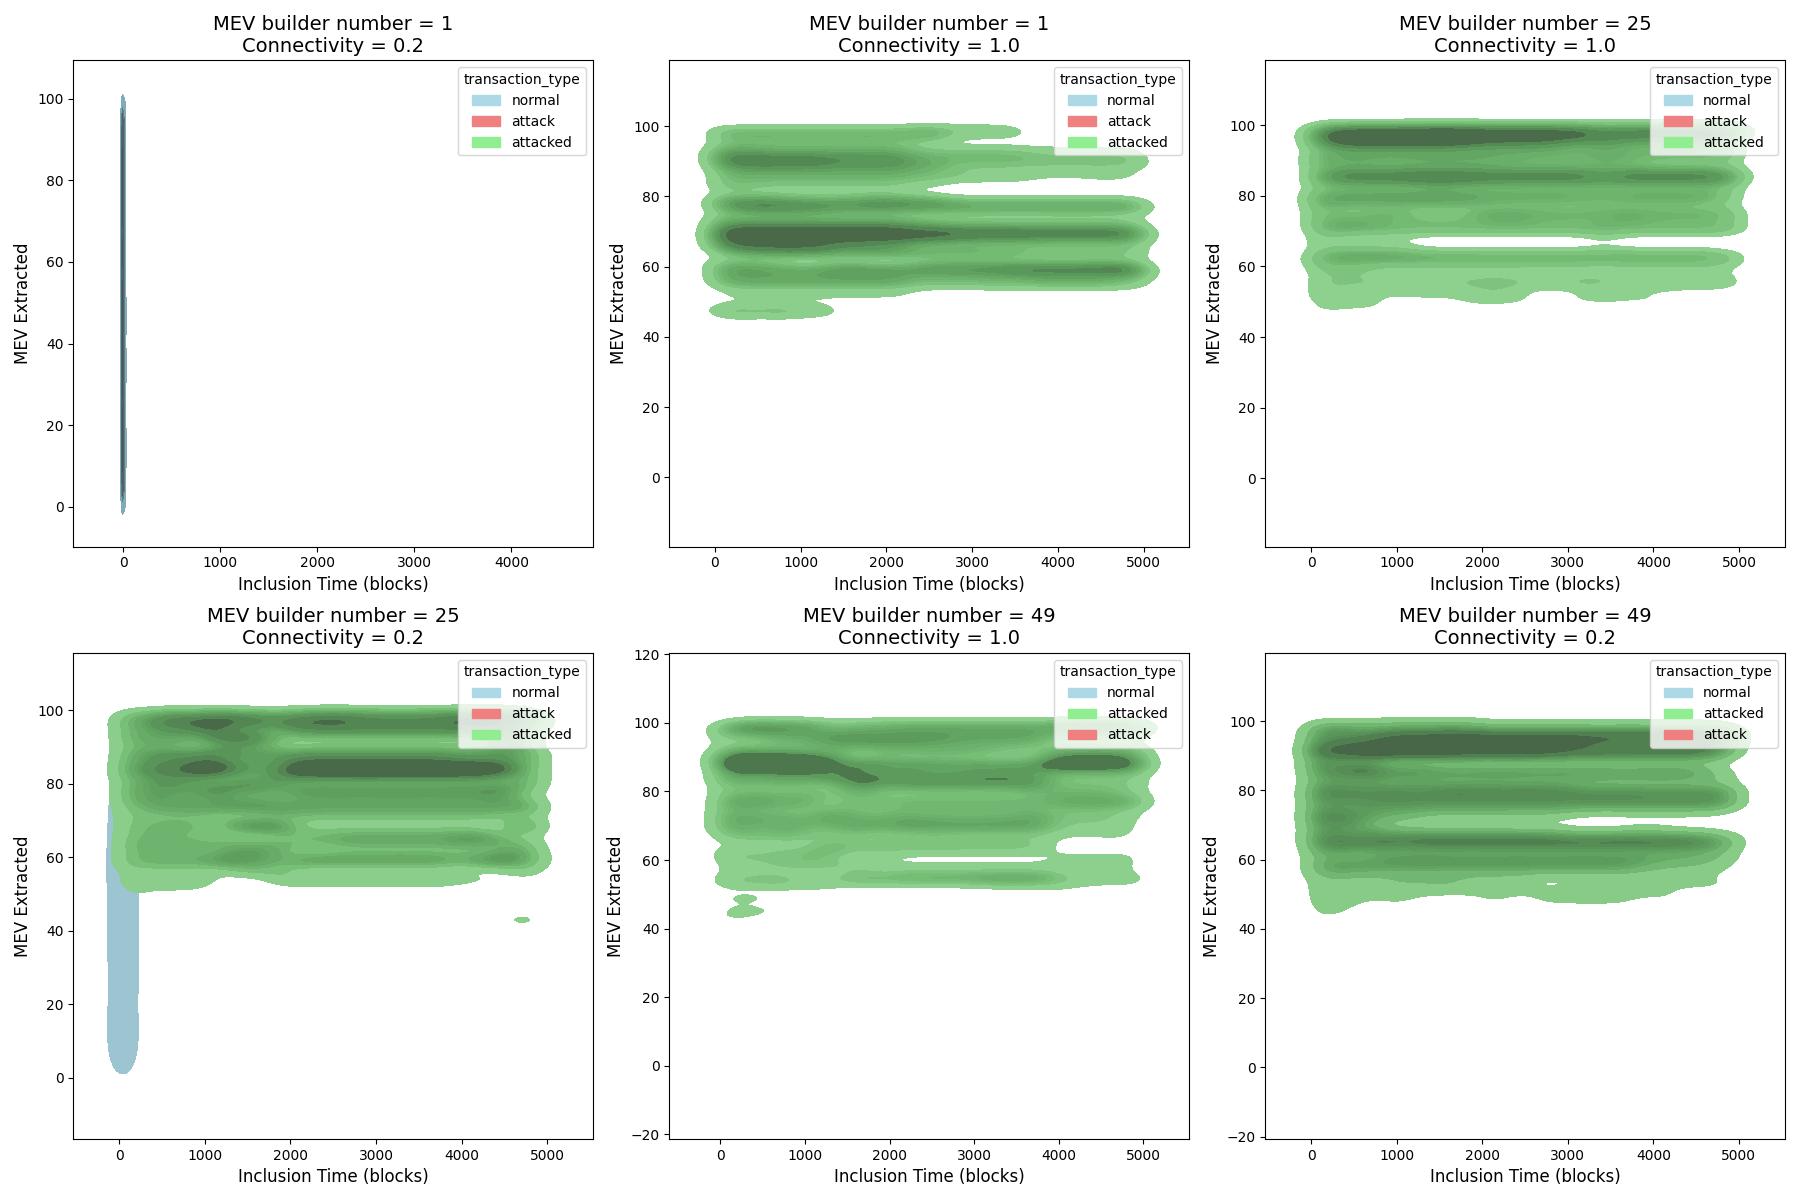 MEV builder number = 1
Connectivity = 0.2
transaction_type
normal
attack
attacked
100
80
60
40
20
0
MEV Extracted
0 1000 2000 3000 4000
Inclusion Time (blocks)
MEV builder number = 1
Connectivity = 1.0
transaction_type
normal
attack
attacked
100
80
60
40
20
0
MEV Extracted
0 1000 2000 3000 4000 5000
Inclusion Time (blocks)
MEV builder number = 25
Connectivity = 1.0
transaction_type
normal
attack
attacked
100
80
60
40
20
0
MEV Extracted
0 1000 2000 3000 4000 5000
Inclusion Time (blocks)
MEV builder number = 25
Connectivity = 0.2
transaction_type
normal
attack
attacked
100
80
60
40
20
0
MEV Extracted
0 1000 2000 3000 4000 5000
Inclusion Time (blocks)
MEV builder number = 49
Connectivity = 1.0
transaction_type
normal
attacked
attack
120
100
80
60
40
20
0
−20
MEV Extracted
0 1000 2000 3000 4000 5000
Inclusion Time (blocks)
MEV builder number = 49
Connectivity = 0.2
transaction_type
normal
attacked
attack
100
80
60
40
20
0
−20
MEV Extracted
0 1000 2000 3000 4000 5000
Inclusion Time (blocks)